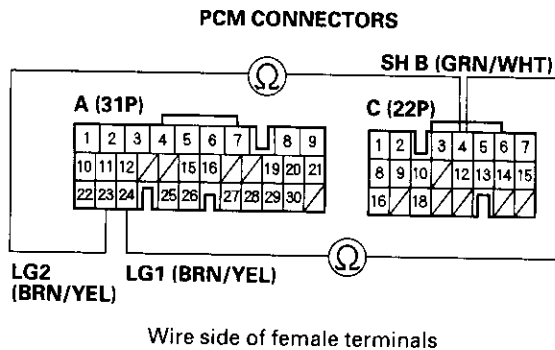 PCM CONNECTORS
SH B (GRN/WHT)
Ω
A (31P)
C (22P)
1 2 3 4 5 6 7 8 9
10 11 12 15 16 19 20 21
22 23 24 25 26 27 28 29 30
1 2 3 4 5 6 7
8 9 10 12 13 14 15
16 18
LG2
(BRN/YEL)
LG1 (BRN/YEL)
Ω
Wire side of female terminals